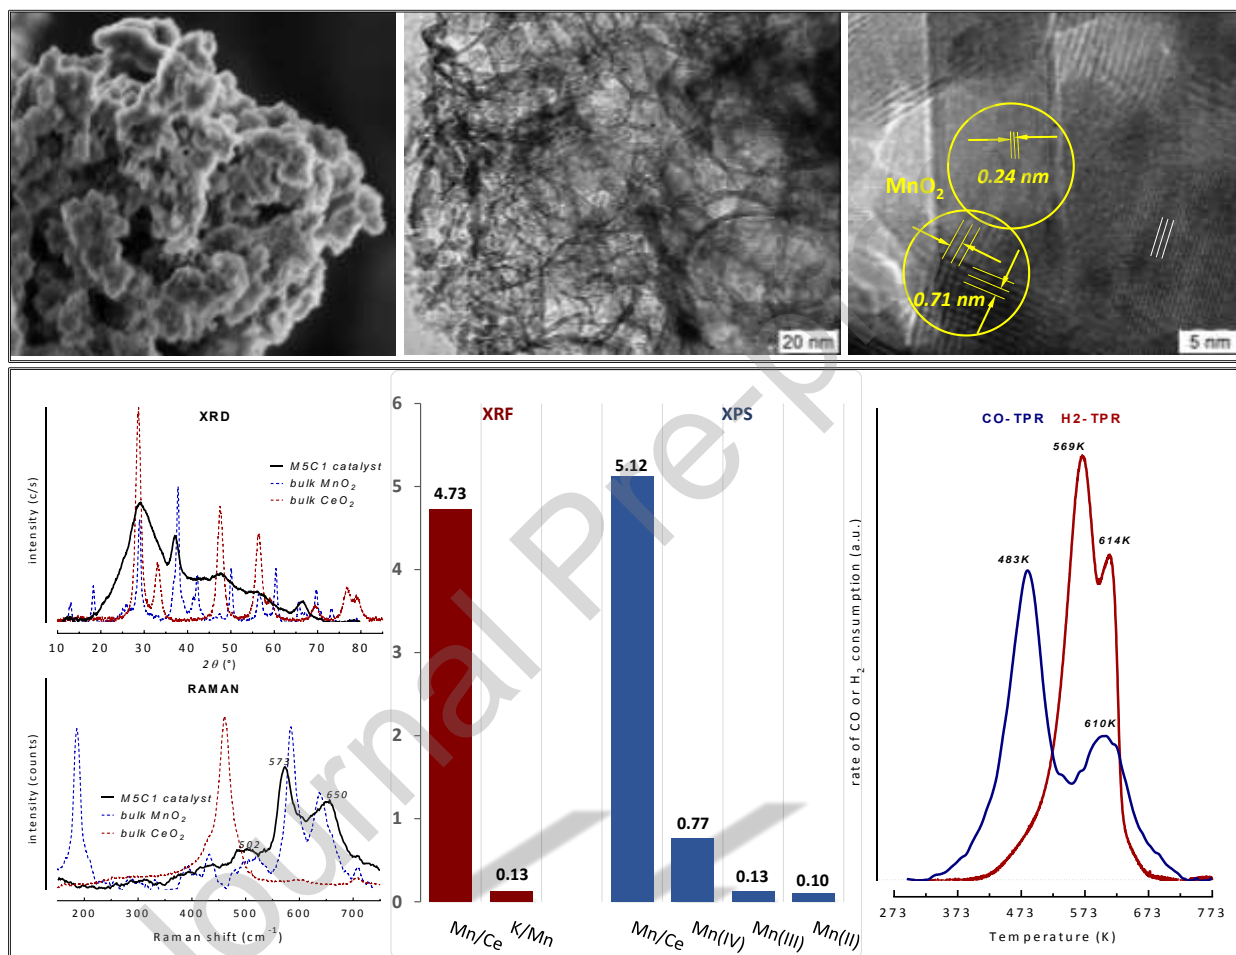 MnO2
0.24 nm
0.71 nm
20 nm
5 nm
XRD
intensity (c/s)
M5C1 catalyst
bulk MnO2
bulk CeO2
10 20 30 40 50 60 70 80
2θ (°)
RAMAN
intensity (counts)
M5C1 catalyst
bulk MnO2
bulk CeO2
573
650
502
200 300 400 500 600 700
Raman shift (cm-1)
XRF
XPS
6
5
4
3
2
1
0
4.73
0.13
5.12
0.77
0.13
0.10
Mn/Ce
K/Mn
Mn/Ce
Mn(IV)
Mn(III)
Mn(II)
CO-TPR H2-TPR
rate of CO or H2 consumption (a.u.)
569K
614K
483K
610K
273 373 473 573 673 773
Temperature (K)
Journal Pre-p